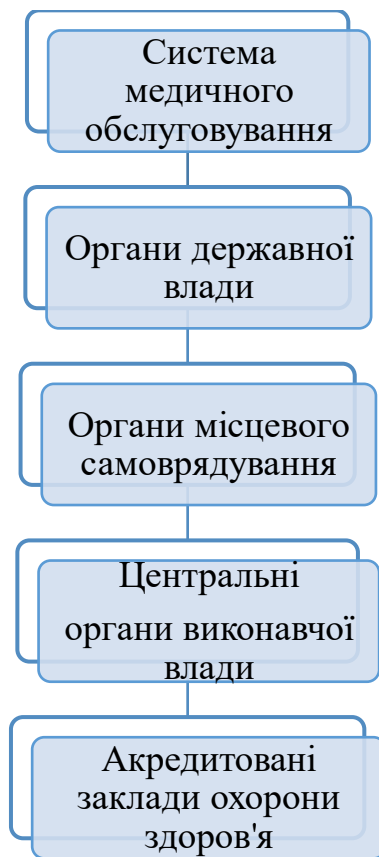 Система
медичного
обслуговування
Органи державної
влади
Органи місцевого
самоврядування
Центральні
органи виконавчої
влади
Акредитовані
заклади охорони
здоров'я